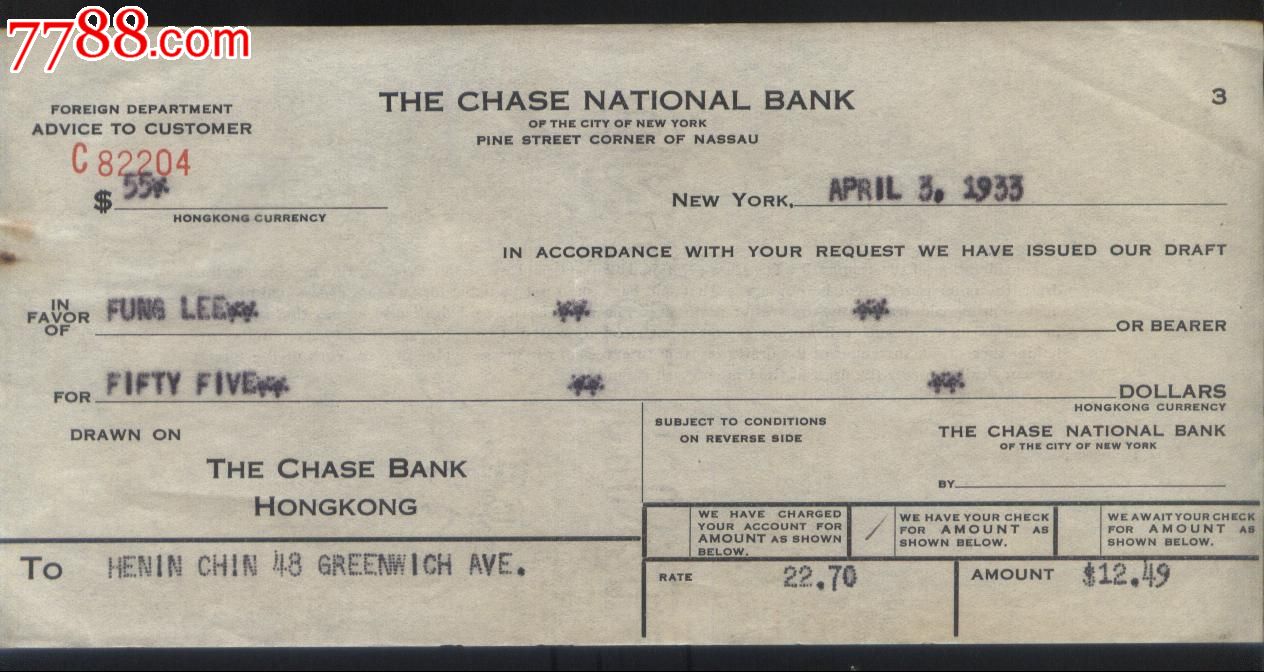 7788.com
FOREIGN DEPARTMENT
ADVICE TO CUSTOMER
C 82204
$ 55**
HONGKONG CURRENCY
THE CHASE NATIONAL BANK
OF THE CITY OF NEW YORK
PINE STREET CORNER OF NASSAU
3
NEW YORK, APRIL 3, 1933
IN ACCORDANCE WITH YOUR REQUEST WE HAVE ISSUED OUR DRAFT
IN FAVOR OF FUNG LEE** ** ** OR BEARER
FOR FIFTY FIVE** ** ** DOLLARS
HONGKONG CURRENCY
DRAWN ON
THE CHASE BANK
HONGKONG
SUBJECT TO CONDITIONS
ON REVERSE SIDE
THE CHASE NATIONAL BANK
OF THE CITY OF NEW YORK
BY
WE HAVE CHARGED
YOUR ACCOUNT FOR
AMOUNT AS SHOWN
BELOW.
WE HAVE YOUR CHECK
FOR AMOUNT AS
SHOWN BELOW.
WE AWAIT YOUR CHECK
FOR AMOUNT AS
SHOWN BELOW.
TO HENIN CHIN 48 GREENWICH AVE.
RATE 22.70
AMOUNT $12.49